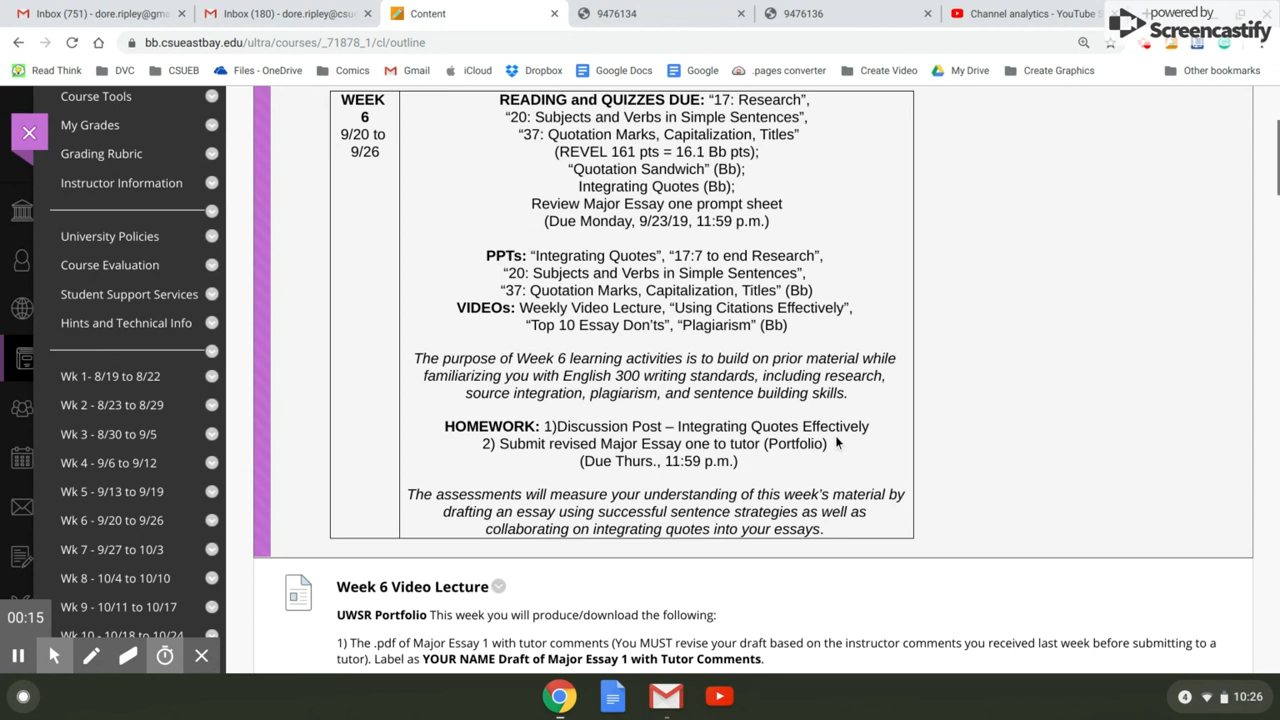 Inbox (751) - dore.ripley@gm
Inbox (180) - dore.ripley@csu
Content
9476134
9476136
Channel analytics - YouTube S
powered by
Screencastify
bb.csueastbay.edu/ultra/courses/_71878_1/cl/outline
Read Think
DVC
CSUEB
Files - OneDrive
Comics
Gmail
iCloud
Dropbox
Google Docs
Google
.pages converter
Create Video
My Drive
Create Graphics
Other bookmarks
Course Tools
My Grades
Grading Rubric
Instructor Information
University Policies
Course Evaluation
Student Support Services
Hints and Technical Info
Wk 1- 8/19 to 8/22
Wk 2 - 8/23 to 8/29
Wk 3 - 8/30 to 9/5
Wk 4 - 9/6 to 9/12
Wk 5 - 9/13 to 9/19
Wk 6 - 9/20 to 9/26
Wk 7 - 9/27 to 10/3
Wk 8 - 10/4 to 10/10
Wk 9 - 10/11 to 10/17
Wk 10 - 10/18 to 10/24
WEEK
6
9/20 to
9/26
READING and QUIZZES DUE: “17: Research”,
“20: Subjects and Verbs in Simple Sentences”,
“37: Quotation Marks, Capitalization, Titles”
(REVEL 161 pts = 16.1 Bb pts);
“Quotation Sandwich” (Bb);
Integrating Quotes (Bb);
Review Major Essay one prompt sheet
(Due Monday, 9/23/19, 11:59 p.m.)
PPTs: “Integrating Quotes”, “17:7 to end Research”,
“20: Subjects and Verbs in Simple Sentences”,
“37: Quotation Marks, Capitalization, Titles” (Bb)
VIDEOs: Weekly Video Lecture, “Using Citations Effectively”,
“Top 10 Essay Don’ts”, “Plagiarism” (Bb)
The purpose of Week 6 learning activities is to build on prior material while
familiarizing you with English 300 writing standards, including research,
source integration, plagiarism, and sentence building skills.
HOMEWORK: 1)Discussion Post – Integrating Quotes Effectively
2) Submit revised Major Essay one to tutor (Portfolio)
(Due Thurs., 11:59 p.m.)
The assessments will measure your understanding of this week’s material by
drafting an essay using successful sentence strategies as well as
collaborating on integrating quotes into your essays.
Week 6 Video Lecture
UWSR Portfolio This week you will produce/download the following:
1) The .pdf of Major Essay 1 with tutor comments (You MUST revise your draft based on the instructor comments you received last week before submitting to a
tutor). Label as YOUR NAME Draft of Major Essay 1 with Tutor Comments.
00:15
4
10:26